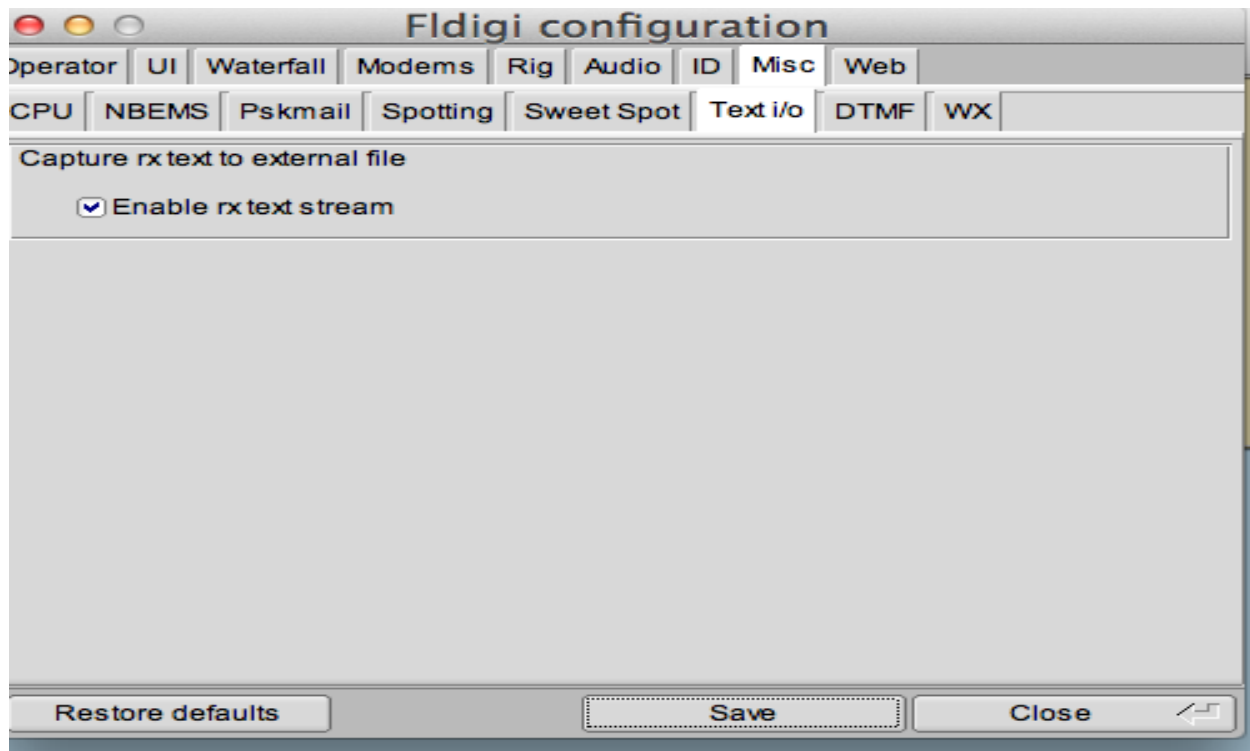 Fldigi configuration
perator UI Waterfall Modems Rig Audio ID Misc Web
CPU NBEMS Pskmail Spotting Sweet Spot Text i/o DTMF WX
Capture rx text to external file
Enable rx text stream
Restore defaults Save Close